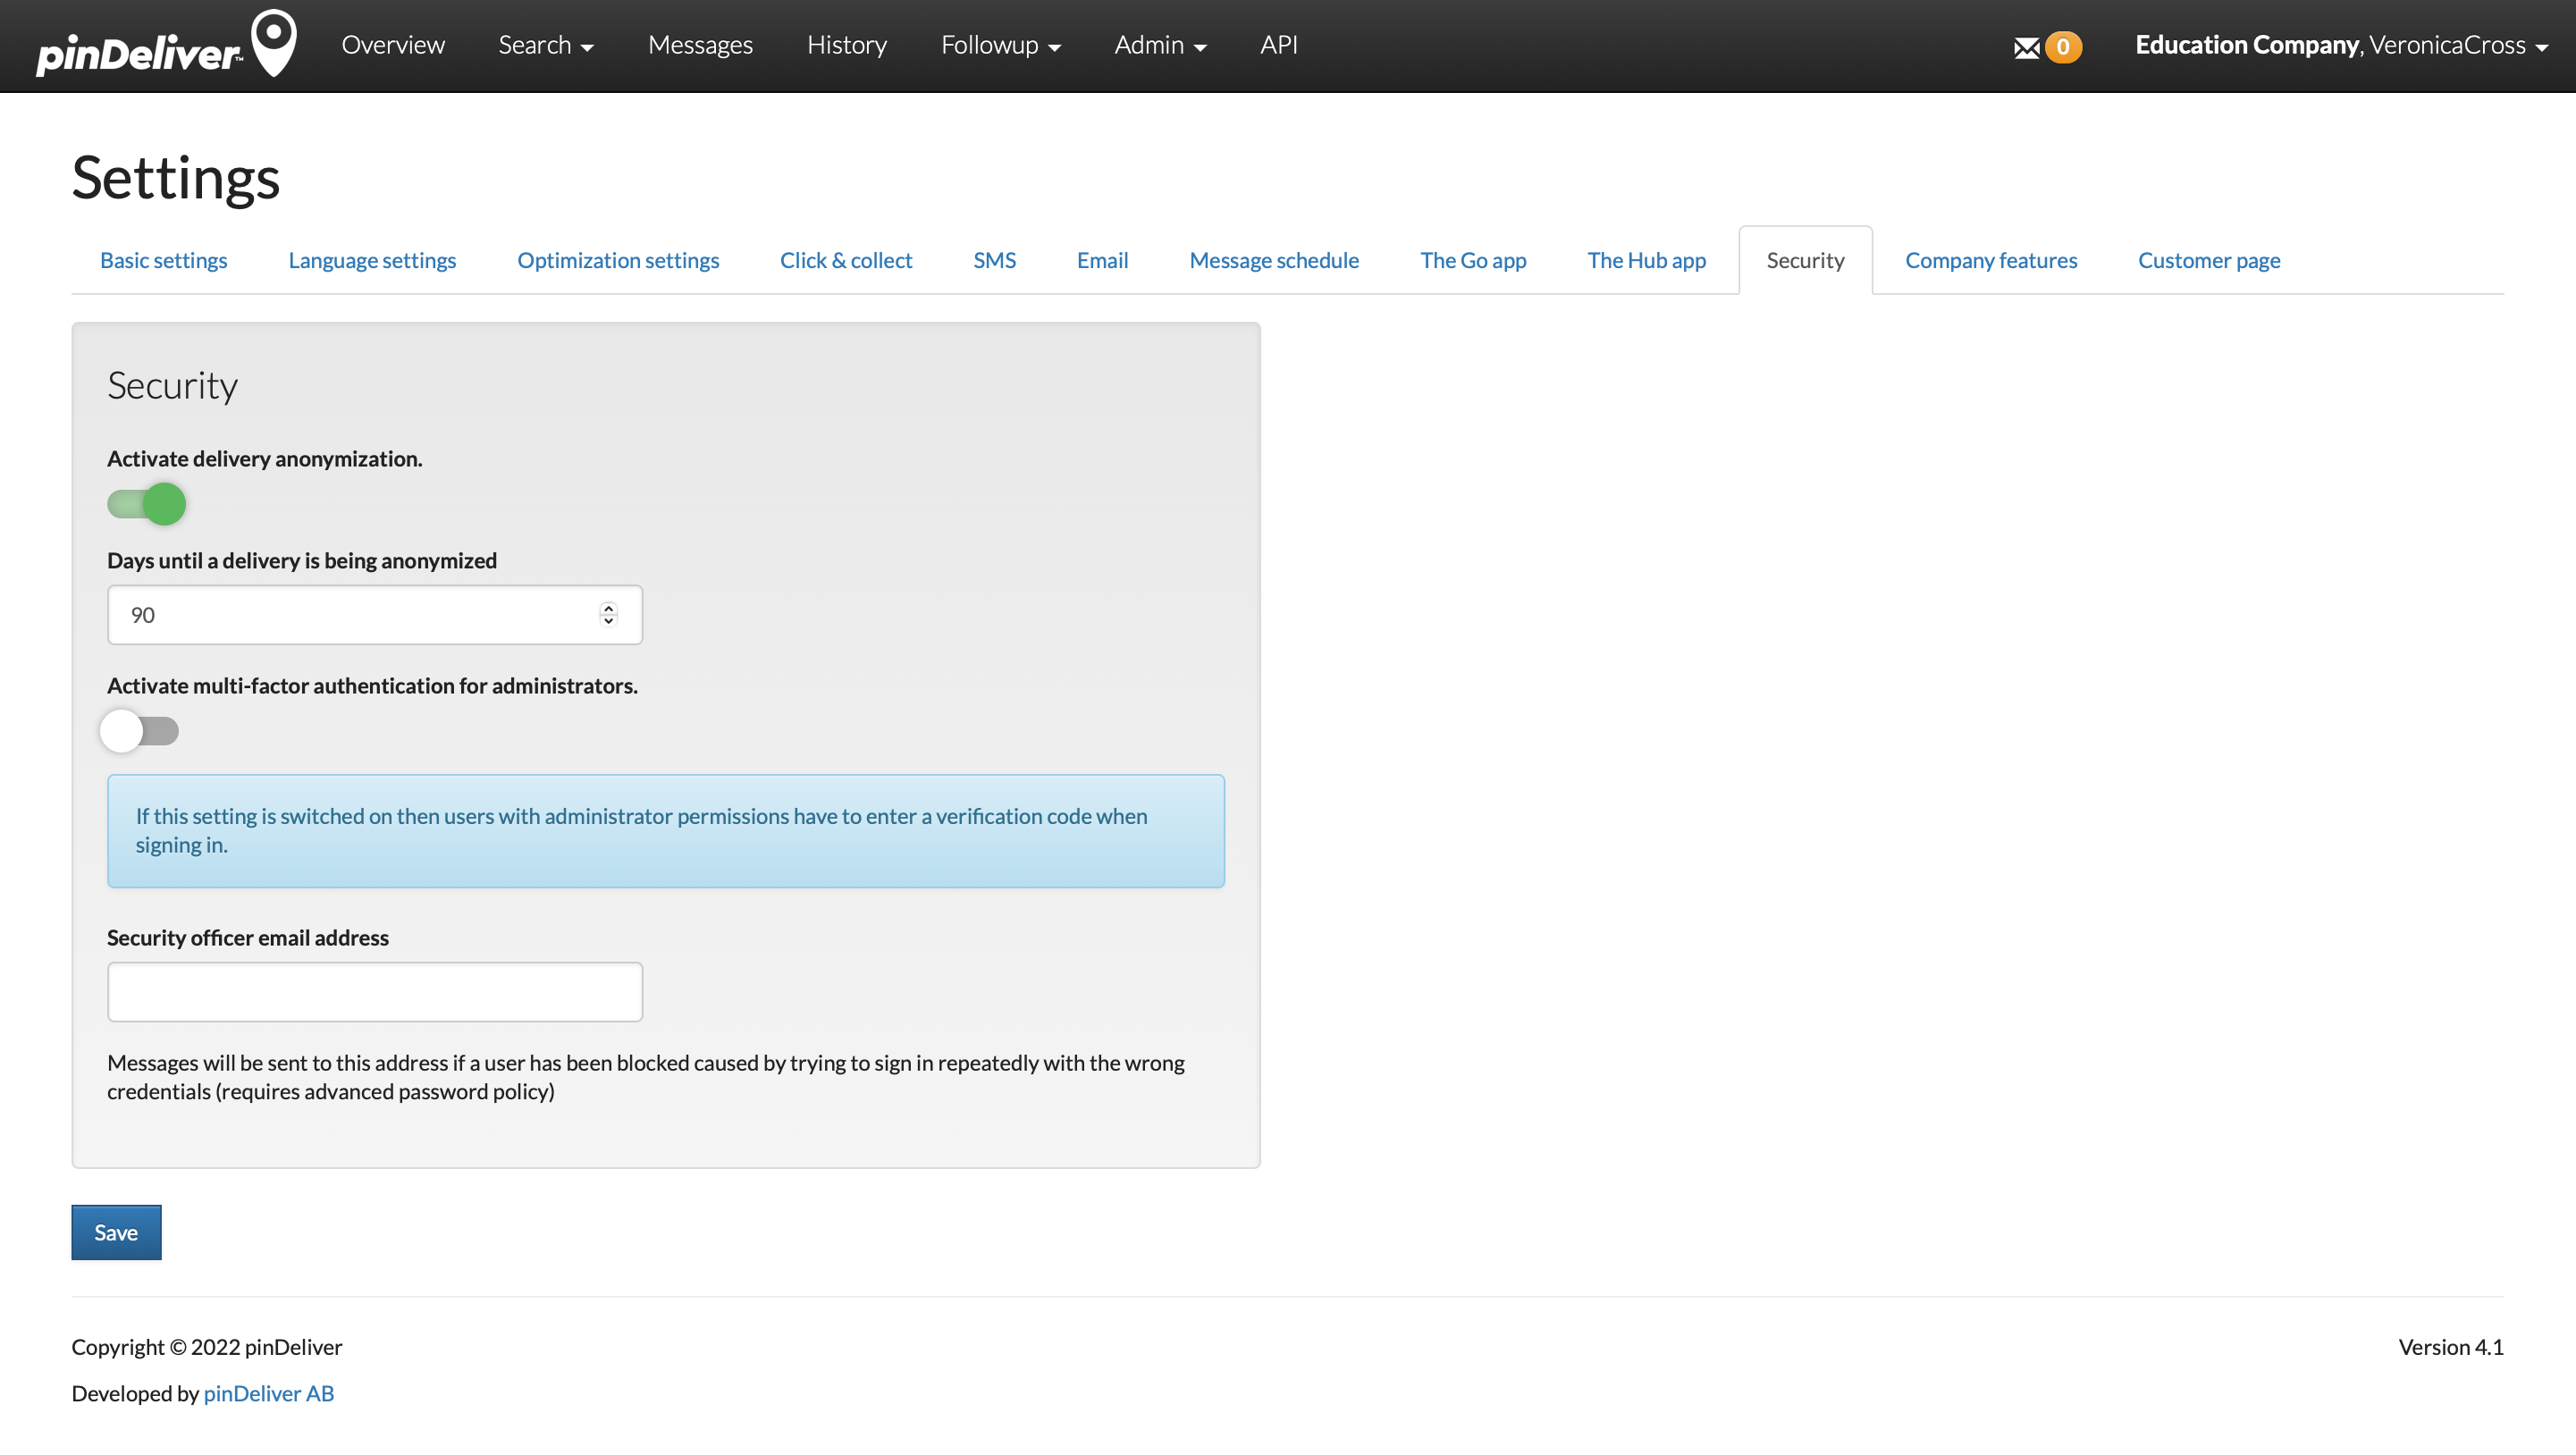 pinDeliver™ Overview Search Messages History Followup Admin API 0 Education Company, VeronicaCross
Settings
Basic settings Language settings Optimization settings Click & collect SMS Email Message schedule The Go app The Hub app Security Company features Customer page
Security
Activate delivery anonymization.
Days until a delivery is being anonymized
90
Activate multi-factor authentication for administrators.
If this setting is switched on then users with administrator permissions have to enter a verification code when
signing in.
Security officer email address
Messages will be sent to this address if a user has been blocked caused by trying to sign in repeatedly with the wrong
credentials (requires advanced password policy)
Save
Copyright © 2022 pinDeliver Version 4.1
Developed by pinDeliver AB